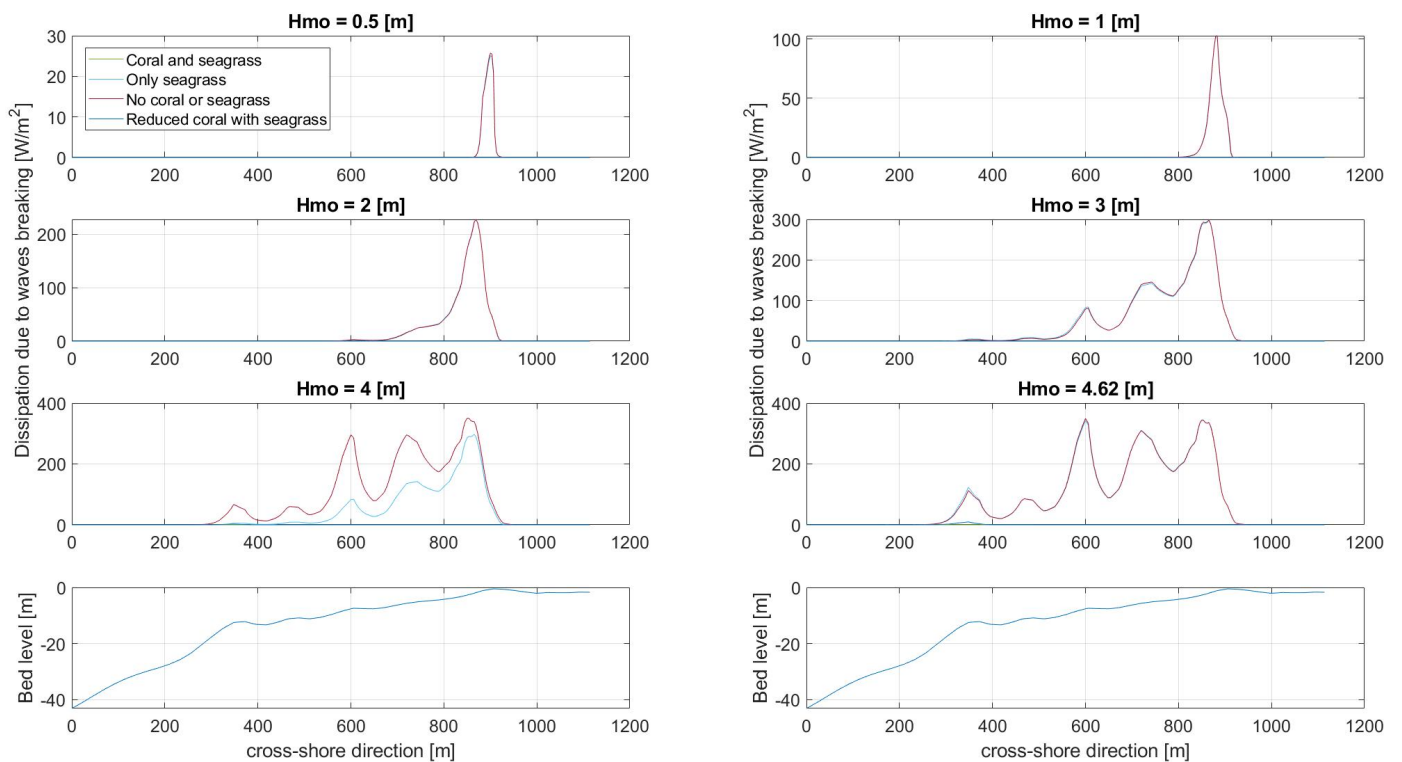 Hmo = 0.5 [m]
30
20
10
0
Coral and seagrass
Only seagrass
No coral or seagrass
Reduced coral with seagrass
0 200 400 600 800 1000 1200
Hmo = 1 [m]
100
50
0
0 200 400 600 800 1000 1200
Dissipation due to waves breaking [W/m²]
Dissipation due to waves breaking [W/m²]
Hmo = 2 [m]
200
100
0
0 200 400 600 800 1000 1200
Hmo = 3 [m]
300
200
100
0
0 200 400 600 800 1000 1200
Hmo = 4 [m]
400
200
0
0 200 400 600 800 1000 1200
Hmo = 4.62 [m]
400
200
0
0 200 400 600 800 1000 1200
Bed level [m]
0
-20
-40
0 200 400 600 800 1000 1200
cross-shore direction [m]
Bed level [m]
0
-20
-40
0 200 400 600 800 1000 1200
cross-shore direction [m]